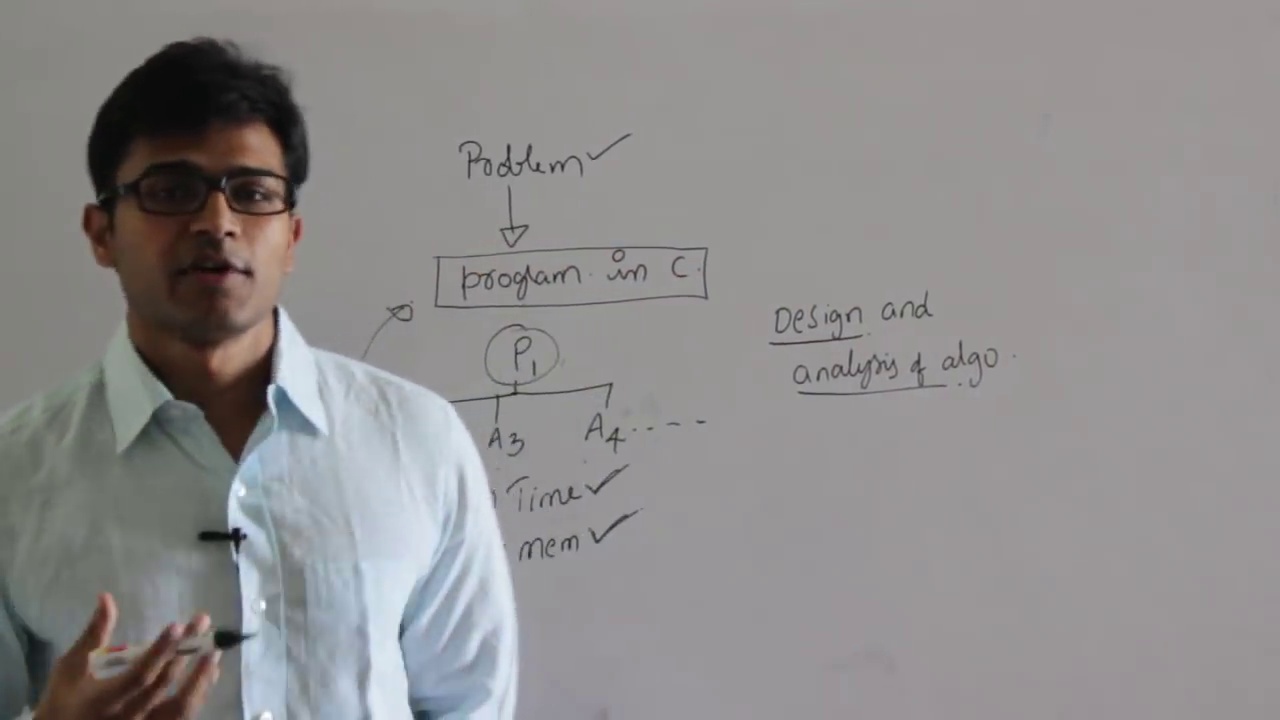 Problem ✓
program in C.
P1
A3 A4 ----
Time ✓
mem ✓
Design and
analysis of algo.